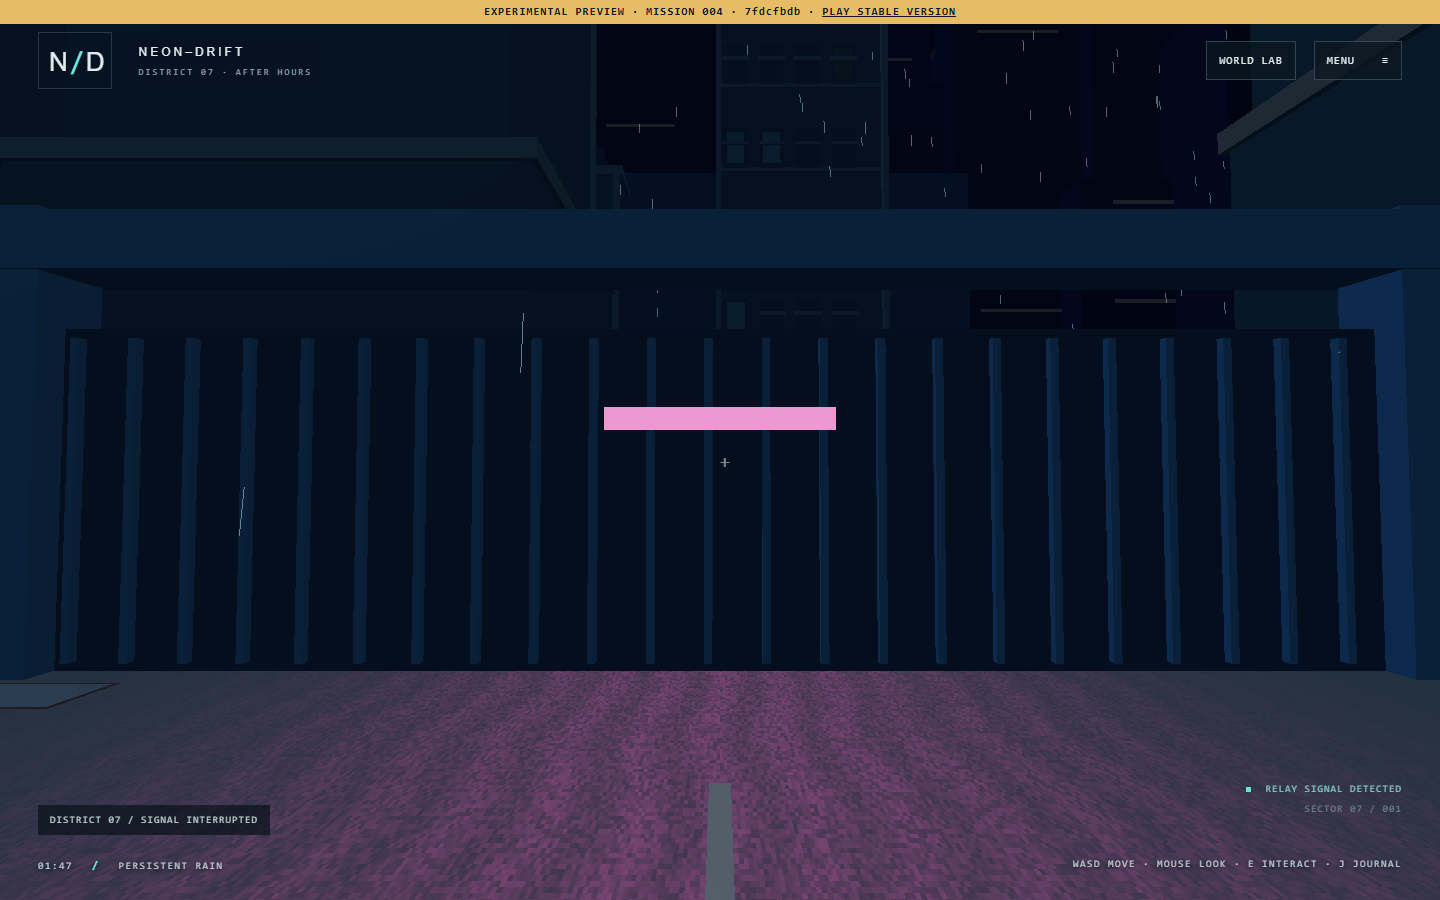 EXPERIMENTAL PREVIEW · MISSION 004 · 7fdcfbdb · PLAY STABLE VERSION
N/D
NEON—DRIFT
DISTRICT 07 · AFTER HOURS
WORLD LAB
MENU ≡
RELAY SIGNAL DETECTED
SECTOR 07 / 001
DISTRICT 07 / SIGNAL INTERRUPTED
01:47 / PERSISTENT RAIN
WASD MOVE · MOUSE LOOK · E INTERACT · J JOURNAL